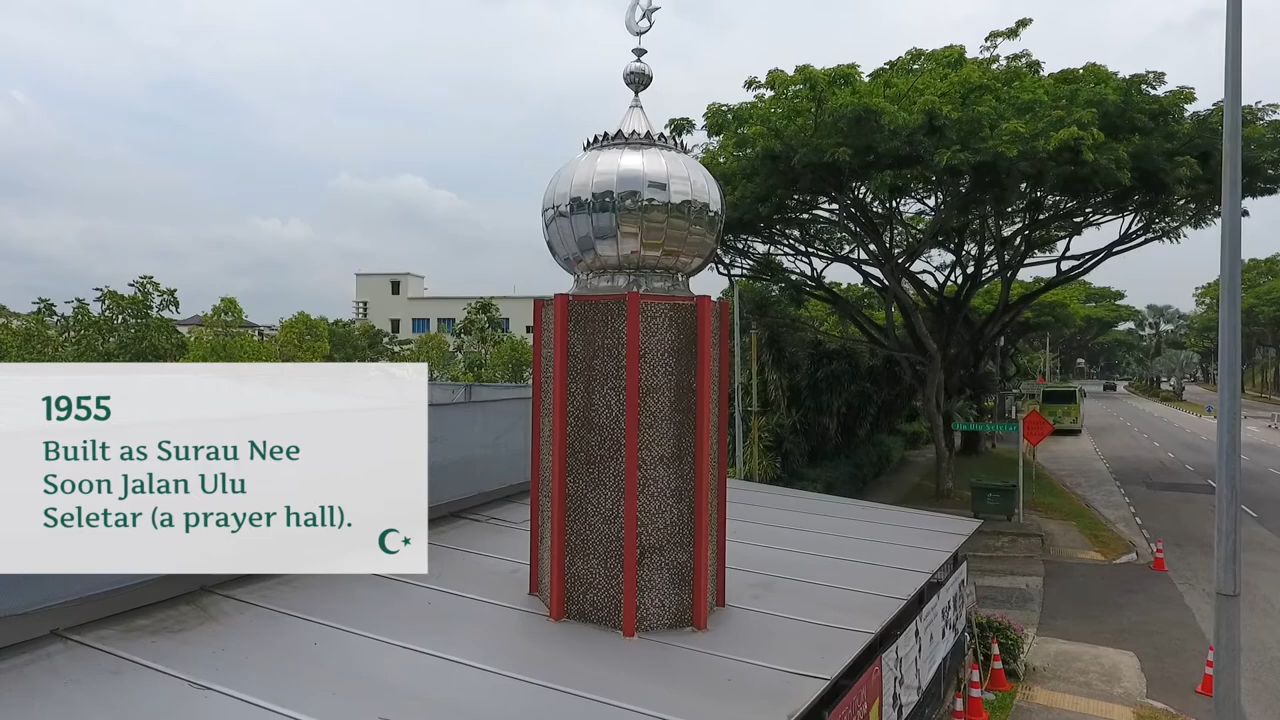 1955
Built as Surau Nee
Soon Jalan Ulu
Seletar (a prayer hall).
Jln Ulu Seletar